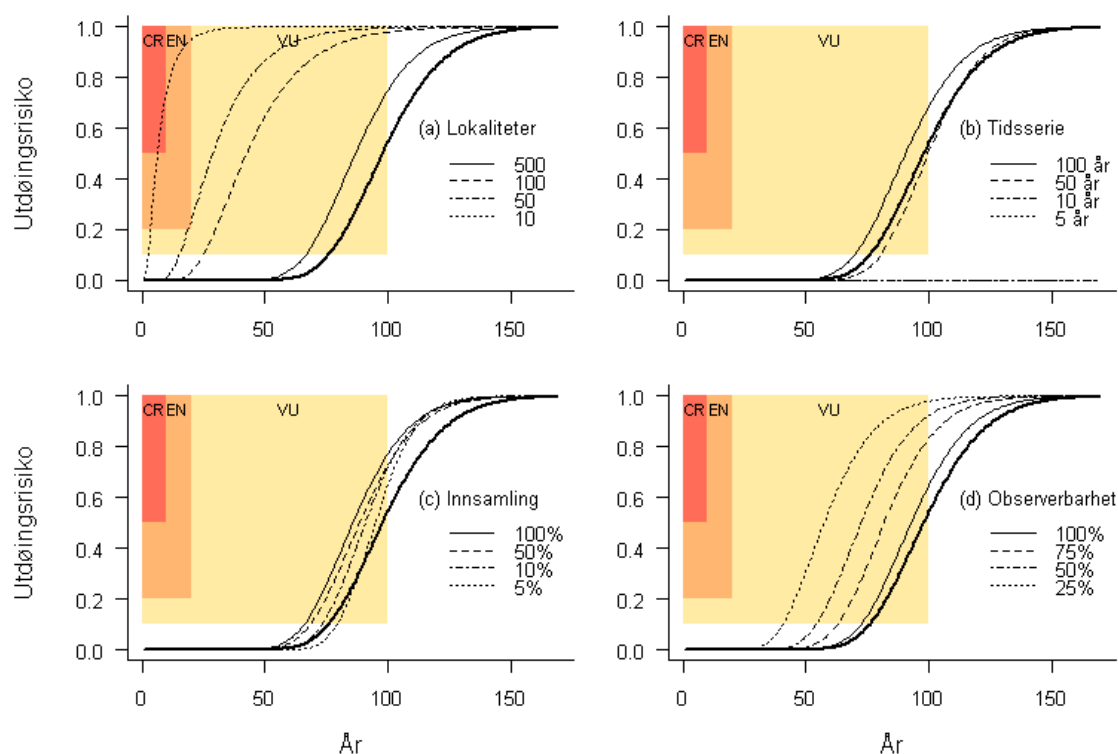 Utdøingsrisiko
1.0
0.8
0.6
0.4
0.2
0.0
CR EN VU
(a) Lokaliteter
500
100
50
10
0 50 100 150
1.0
0.8
0.6
0.4
0.2
0.0
CR EN VU
(b) Tidsserie
100 år
50 år
10 år
5 år
0 50 100 150
Utdøingsrisiko
1.0
0.8
0.6
0.4
0.2
0.0
CR EN VU
(c) Innsamling
100%
50%
10%
5%
0 50 100 150
År
1.0
0.8
0.6
0.4
0.2
0.0
CR EN VU
(d) Observerbarhet
100%
75%
50%
25%
0 50 100 150
År